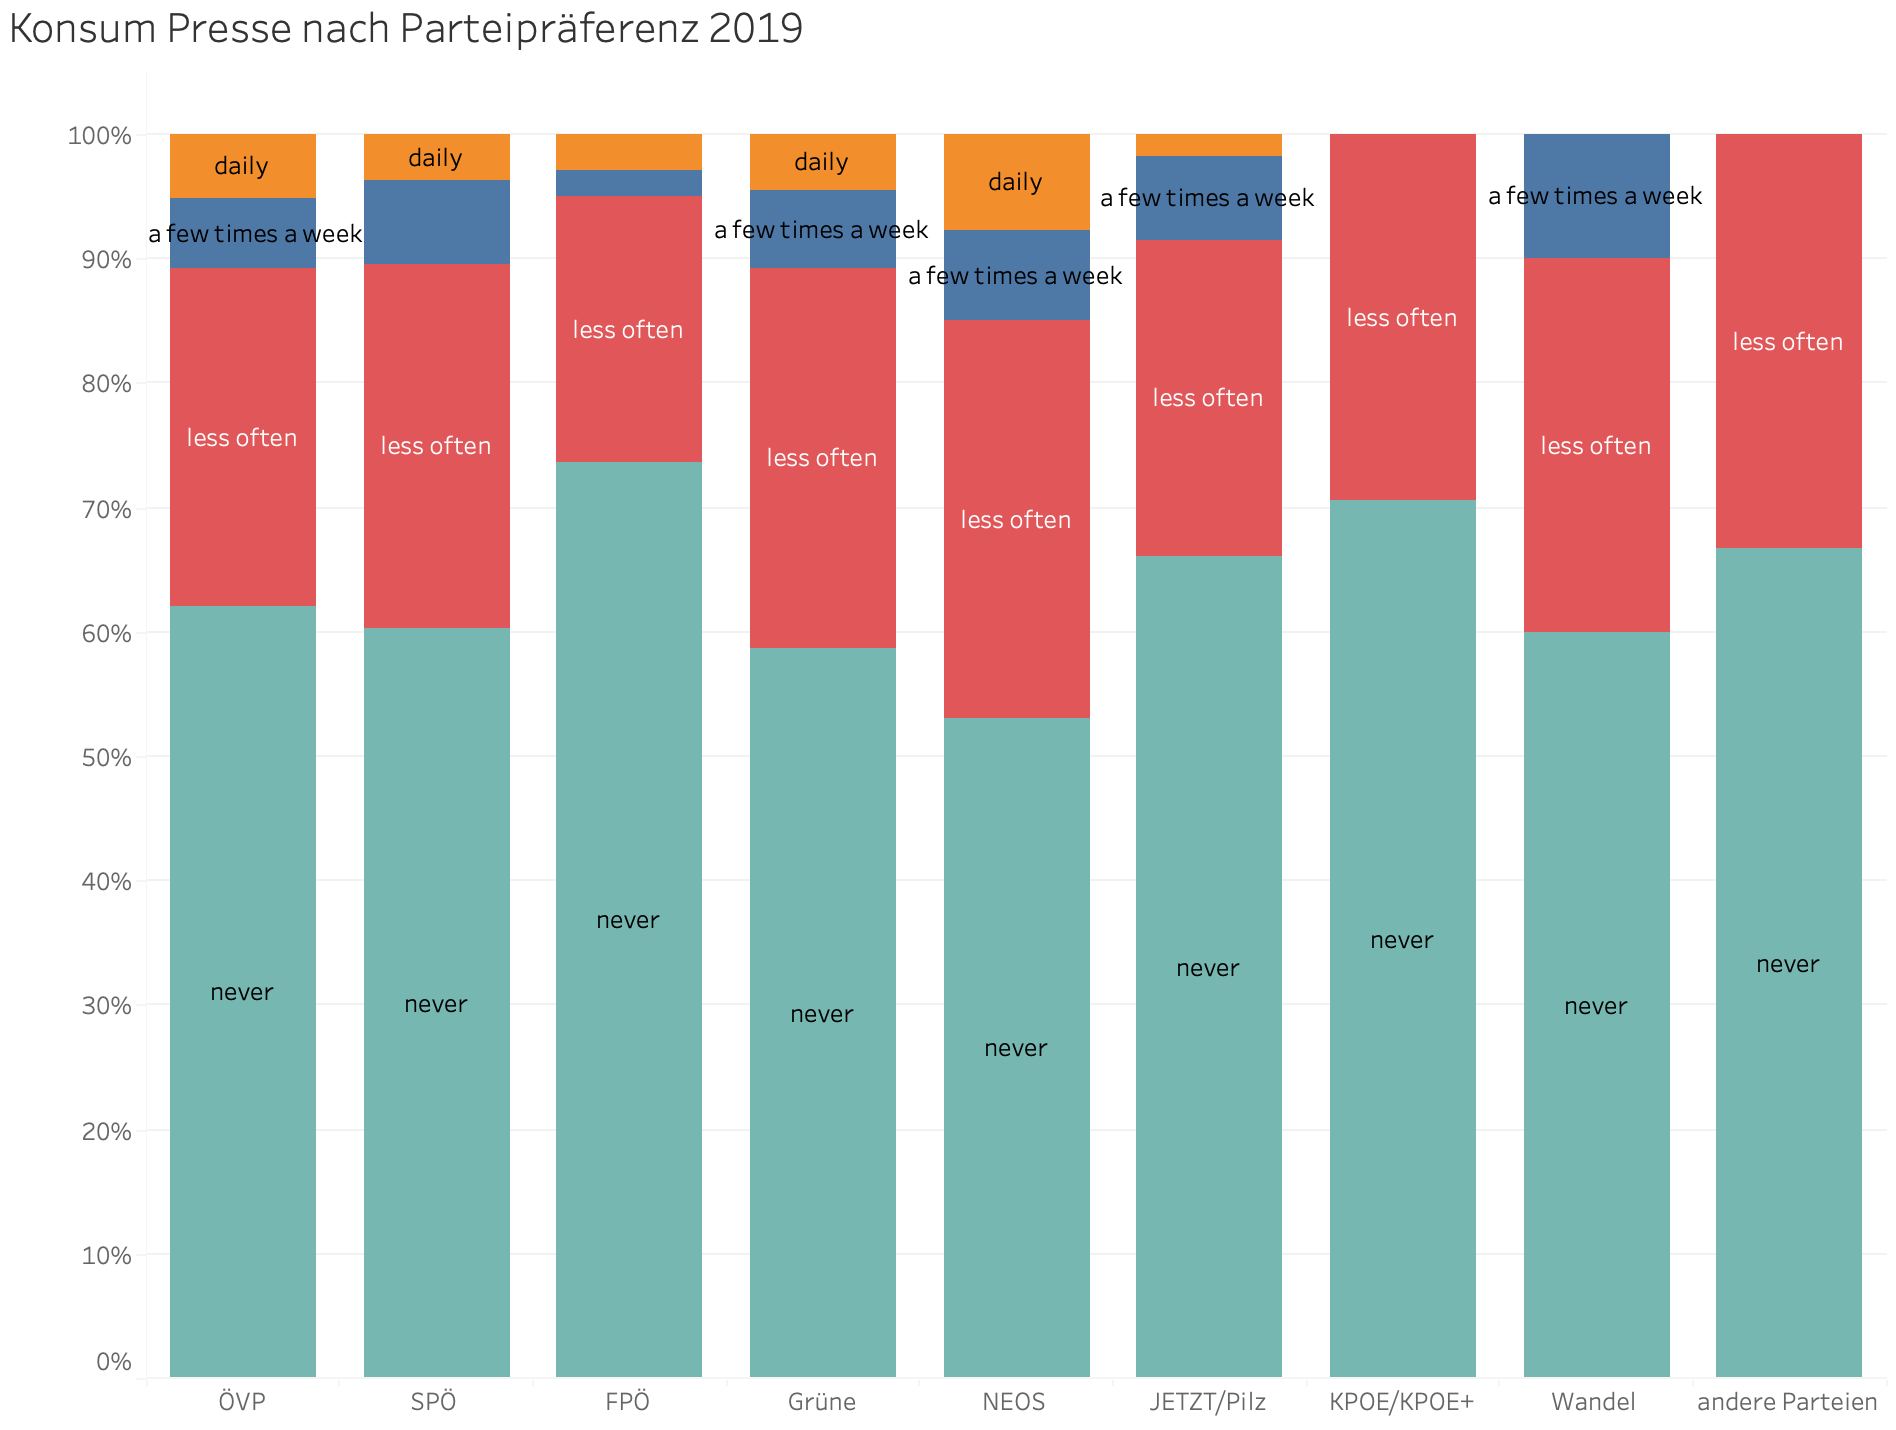 Konsum Presse nach Parteipräferenz 2019
100%
daily
daily
daily
daily
a few times a week
a few times a week
a few times a week
a few times a week
a few times a week
90%
less often
less often
less often
80%
less often
less often
less often
less often
less often
less often
70%
60%
50%
40%
never
never
never
never
never
never
never
never
never
30%
20%
10%
0%
ÖVP
SPÖ
FPÖ
Grüne
NEOS
JETZT/Pilz
KPOE/KPOE+
Wandel
andere Parteien